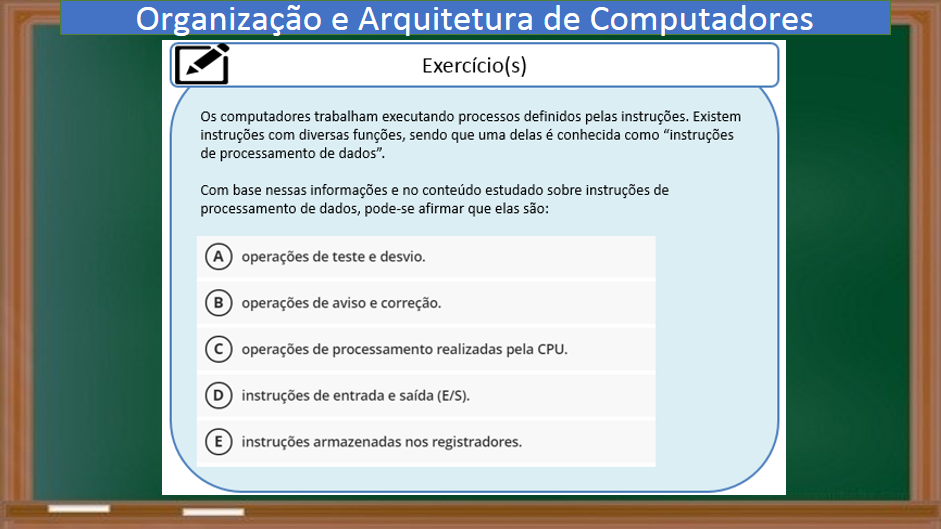 Organização e Arquitetura de Computadores
Exercício(s)
Os computadores trabalham executando processos definidos pelas instruções. Existem
instruções com diversas funções, sendo que uma delas é conhecida como “instruções
de processamento de dados”.
Com base nessas informações e no conteúdo estudado sobre instruções de
processamento de dados, pode-se afirmar que elas são:
A operações de teste e desvio.
B operações de aviso e correção.
C operações de processamento realizadas pela CPU.
D instruções de entrada e saída (E/S).
E instruções armazenadas nos registradores.